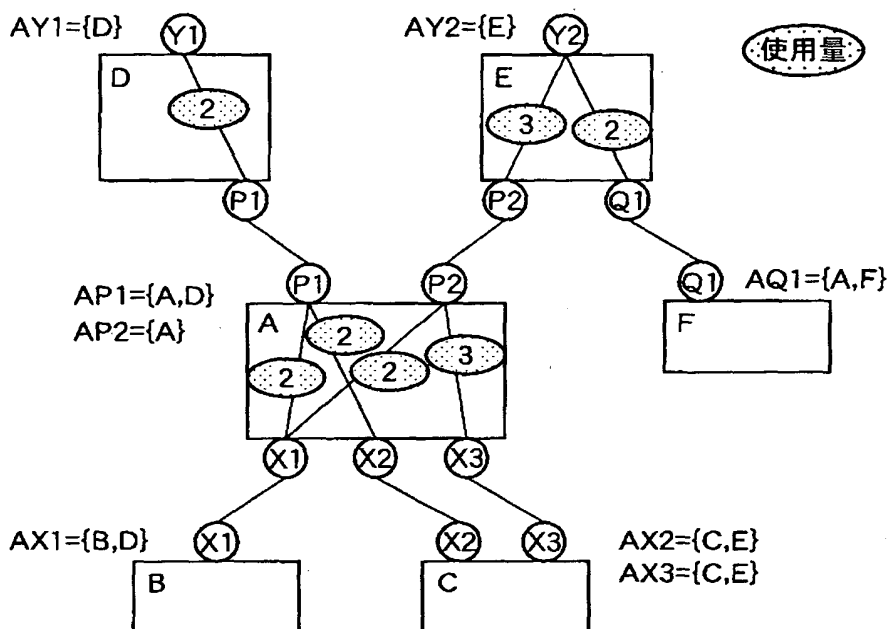 AY1={D}
Y1
AY2={E}
Y2
使用量
D
2
E
3
2
P1
P2
Q1
P1
P2
Q1
AQ1={A,F}
AP1={A,D}
AP2={A}
A
2
2
2
3
F
X1
X2
X3
AX1={B,D}
X1
X2
X3
AX2={C,E}
AX3={C,E}
B
C